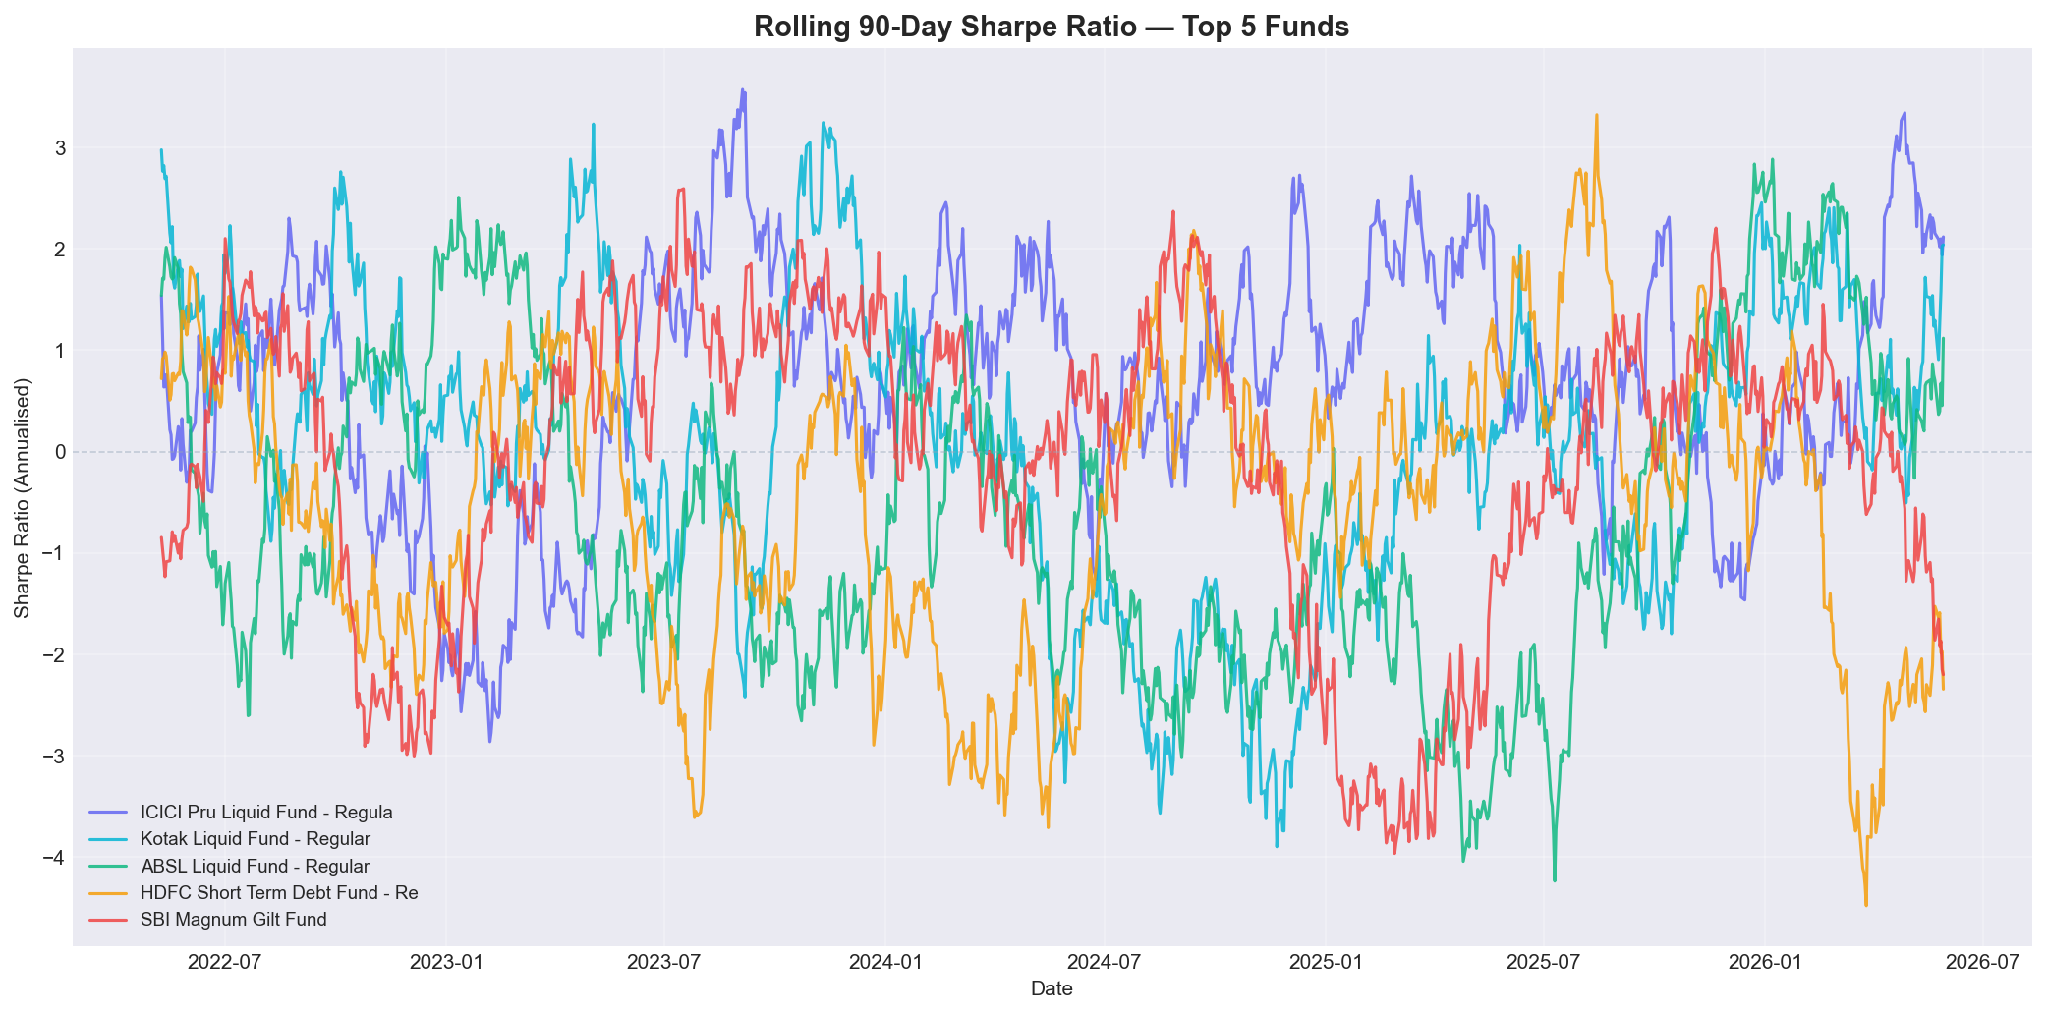 Rolling 90-Day Sharpe Ratio — Top 5 Funds
Sharpe Ratio (Annualised)
3
2
1
0
−1
−2
−3
−4
ICICI Pru Liquid Fund - Regula
Kotak Liquid Fund - Regular
ABSL Liquid Fund - Regular
HDFC Short Term Debt Fund - Re
SBI Magnum Gilt Fund
2022-07 2023-01 2023-07 2024-01 2024-07 2025-01 2025-07 2026-01 2026-07
Date